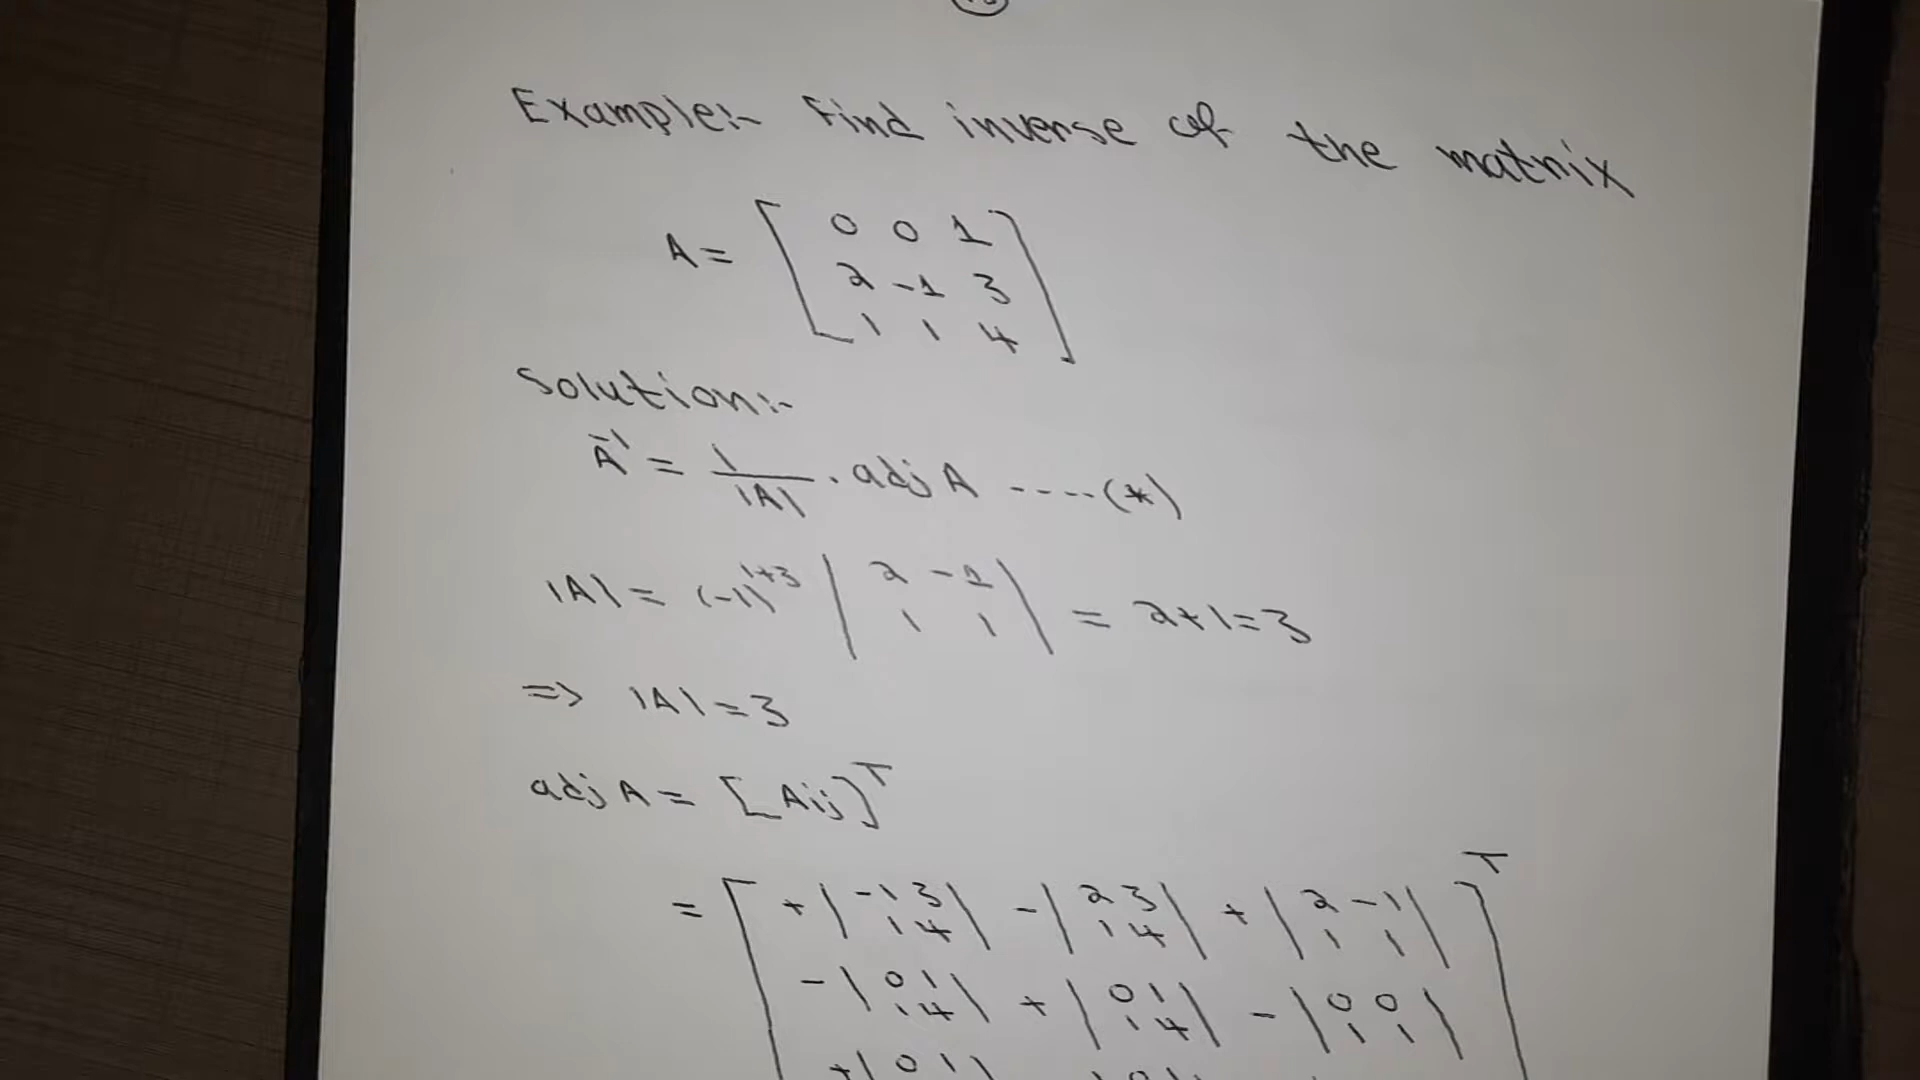 Example:- Find inverse of the matrix
A = [ 0 0 1
2 -1 3
1 1 4 ]
Solution:-
A⁻¹ = 1/|A| . adj A ----(*)
|A| = (-1)¹⁺³ | 2 -1
1 1 | = 2+1=3
=> |A| = 3
adj A = [Aij]ᵀ
= [ +|-1 3 -|2 3 +|2 -1 ᵀ
1 4| 1 4| 1 1|
-|0 1 +|0 1 -|0 0
1 4| 1 4| 1 1|
+|0 1|